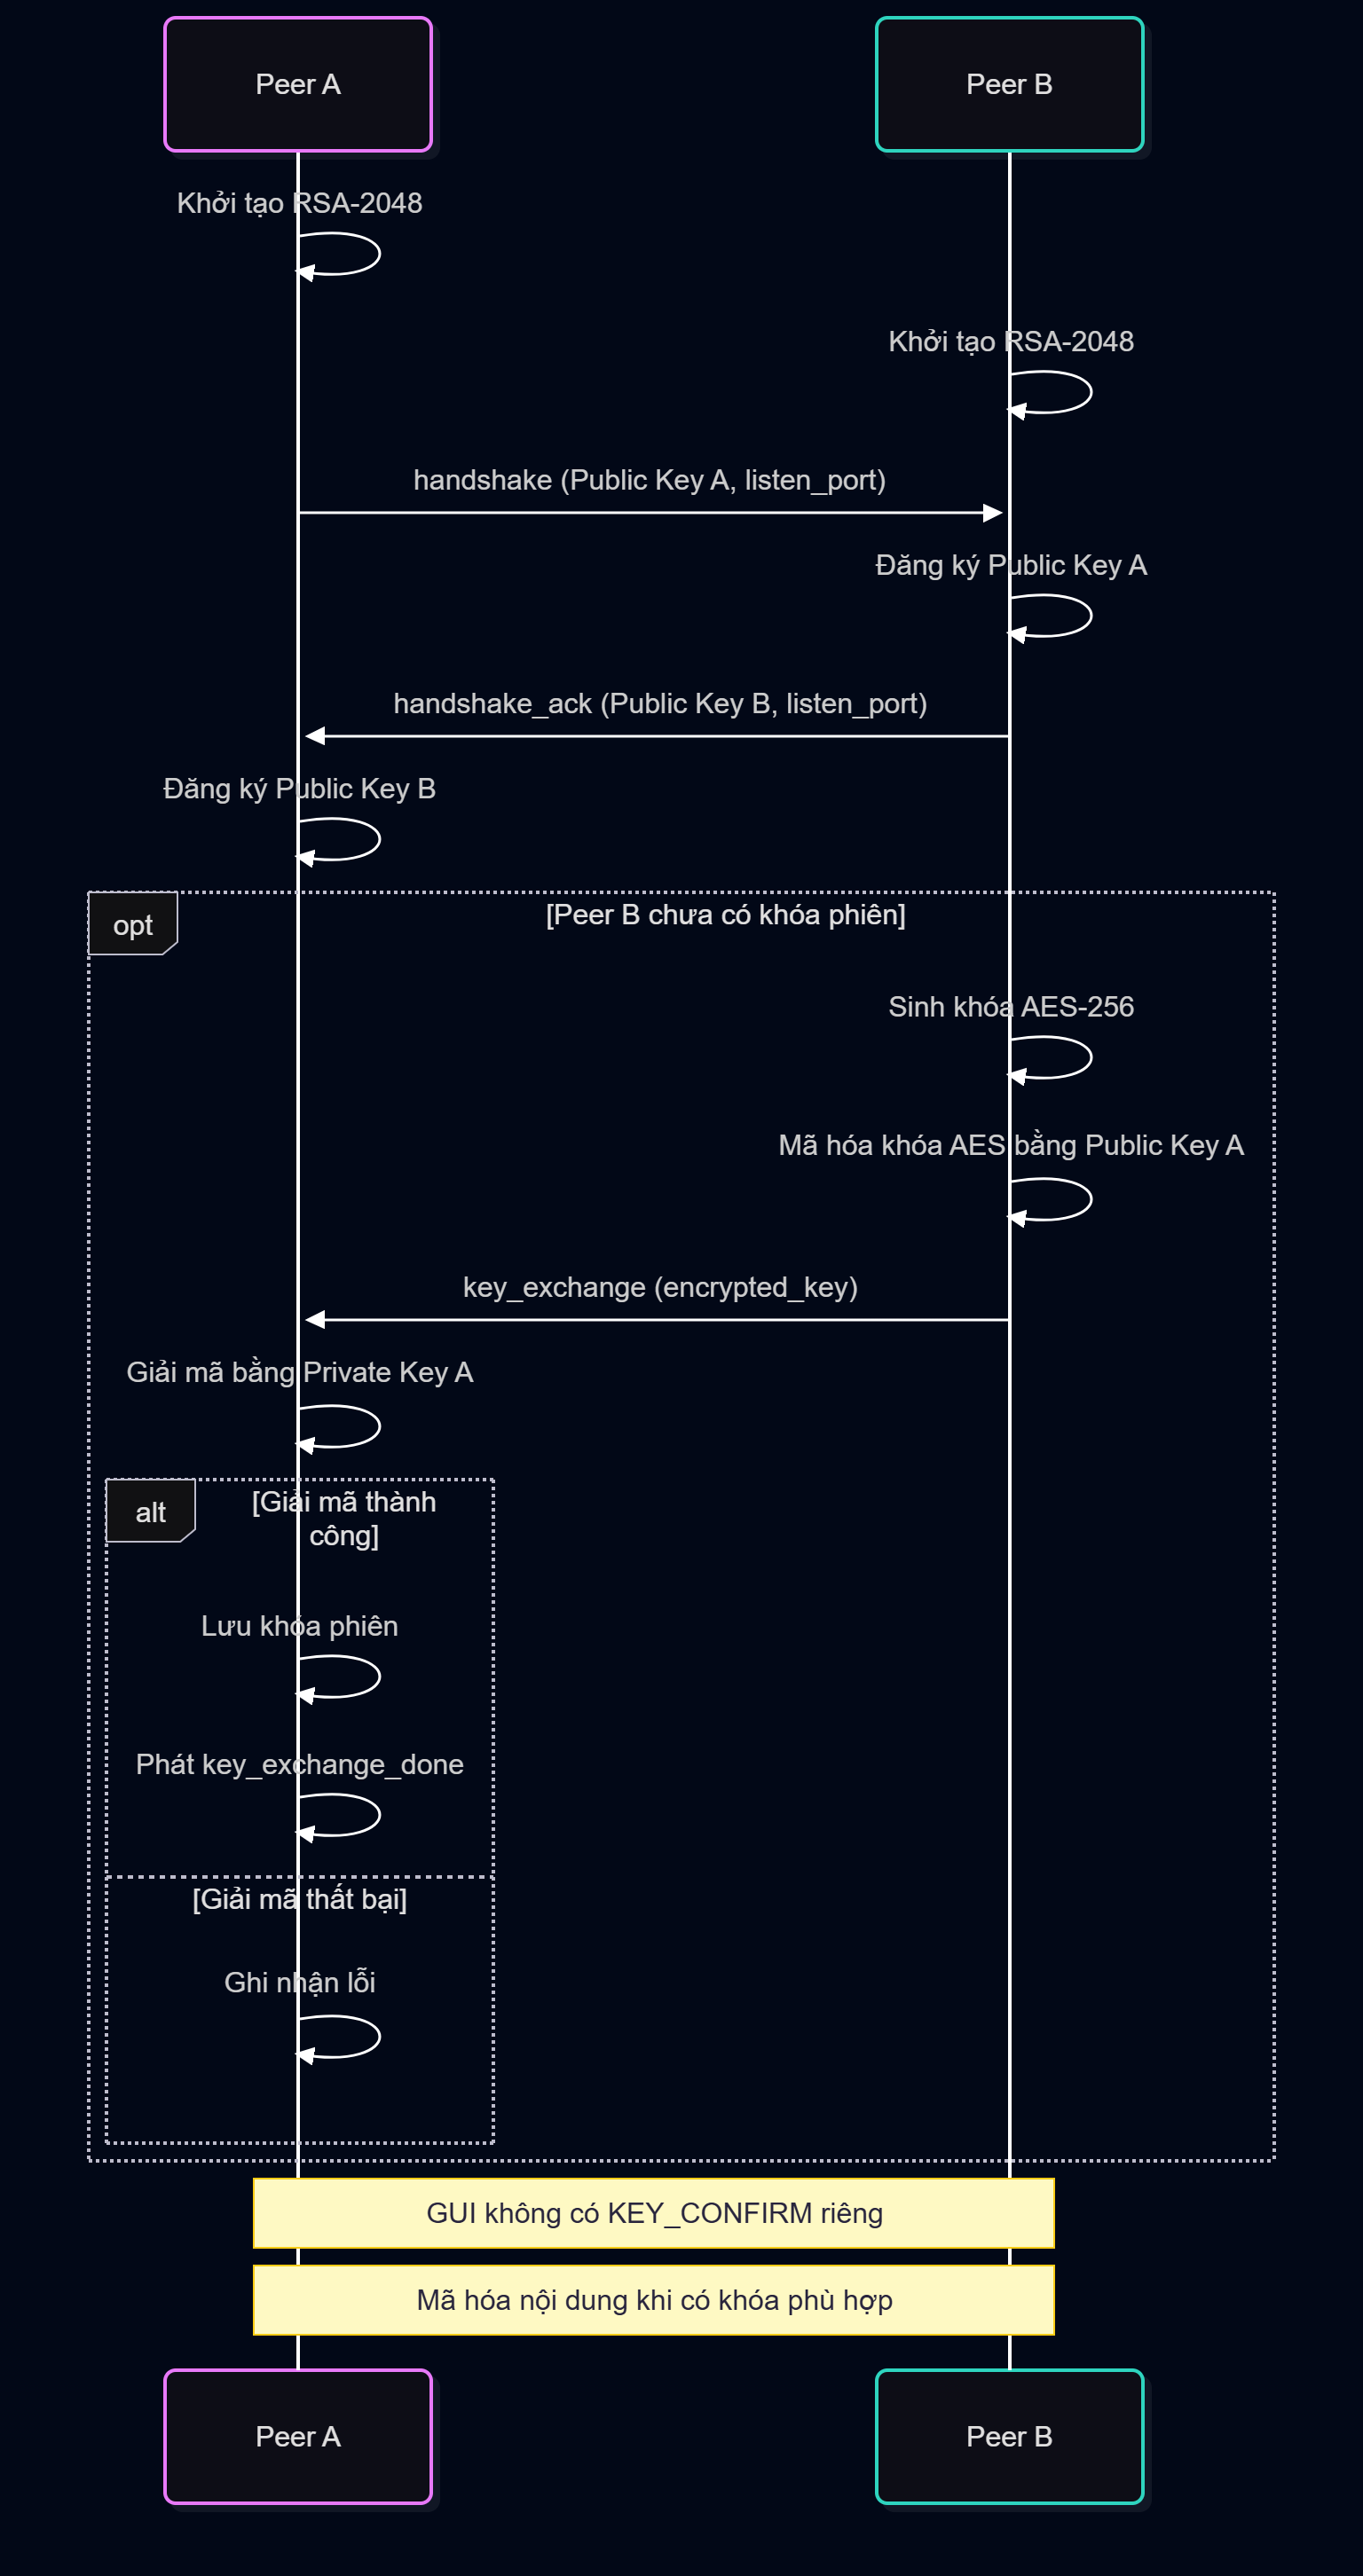 Peer A
Peer B
Khởi tạo RSA-2048
Khởi tạo RSA-2048
handshake (Public Key A, listen_port)
Đăng ký Public Key A
handshake_ack (Public Key B, listen_port)
Đăng ký Public Key B
opt
[Peer B chưa có khóa phiên]
Sinh khóa AES-256
Mã hóa khóa AES bằng Public Key A
key_exchange (encrypted_key)
Giải mã bằng Private Key A
alt
[Giải mã thành
công]
Lưu khóa phiên
Phát key_exchange_done
[Giải mã thất bại]
Ghi nhận lỗi
GUI không có KEY_CONFIRM riêng
Mã hóa nội dung khi có khóa phù hợp
Peer A
Peer B